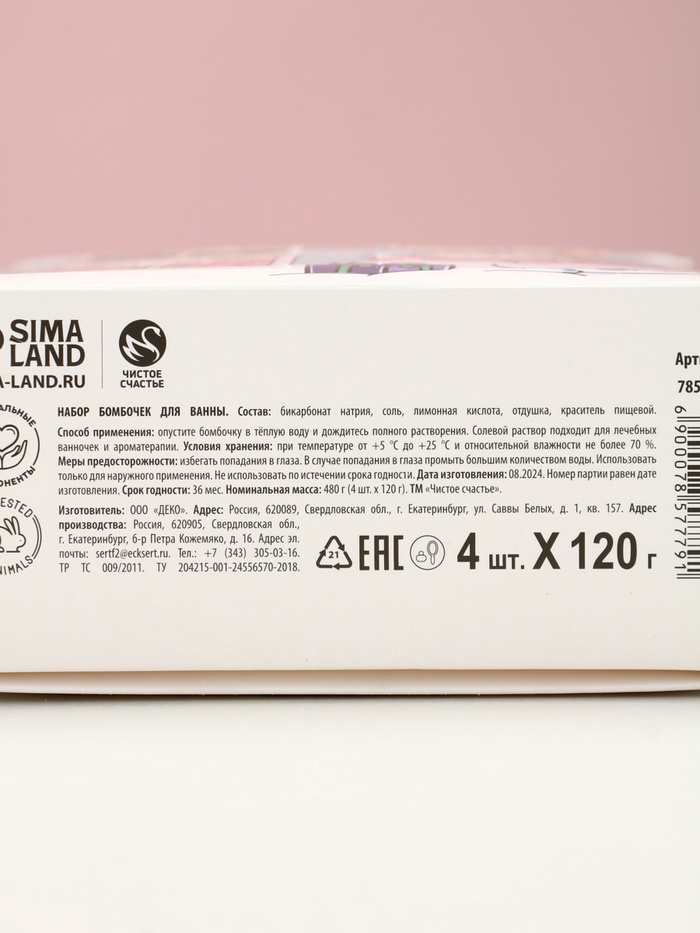 SIMA
LAND
A-LAND.RU
ЧИСТОЕ
СЧАСТЬЕ
Арти
785
НАБОР БОМБОЧЕК ДЛЯ ВАННЫ. Состав: бикарбонат натрия, соль, лимонная кислота, отдушка, краситель пищевой.
Способ применения: опустите бомбочку в тёплую воду и дождитесь полного растворения. Солевой раствор подходит для лечебных
ванночек и ароматерапии. Условия хранения: при температуре от +5 °С до +25 °С и относительной влажности не более 70 %.
Меры предосторожности: избегать попадания в глаза. В случае попадания в глаза промыть большим количеством воды. Использовать
только для наружного применения. Не использовать по истечении срока годности. Дата изготовления: 08.2024. Номер партии равен дате
изготовления. Срок годности: 36 мес. Номинальная масса: 480 г (4 шт. х 120 г). ТМ «Чистое счастье».
Изготовитель: ООО «ДЕКО». Адрес: Россия, 620089, Свердловская обл., г. Екатеринбург, ул. Саввы Белых, д. 1, кв. 157. Адрес
производства: Россия, 620905, Свердловская обл.,
г. Екатеринбург, б-р Петра Кожемяко, д. 16. Адрес эл.
почты: sertf2@ecksert.ru. Тел.: +7 (343) 305-03-16.
ТР ТС 009/2011. ТУ 204215-001-24556570-2018.
21
EAC
4 шт. X 120 г
6 900078 577791